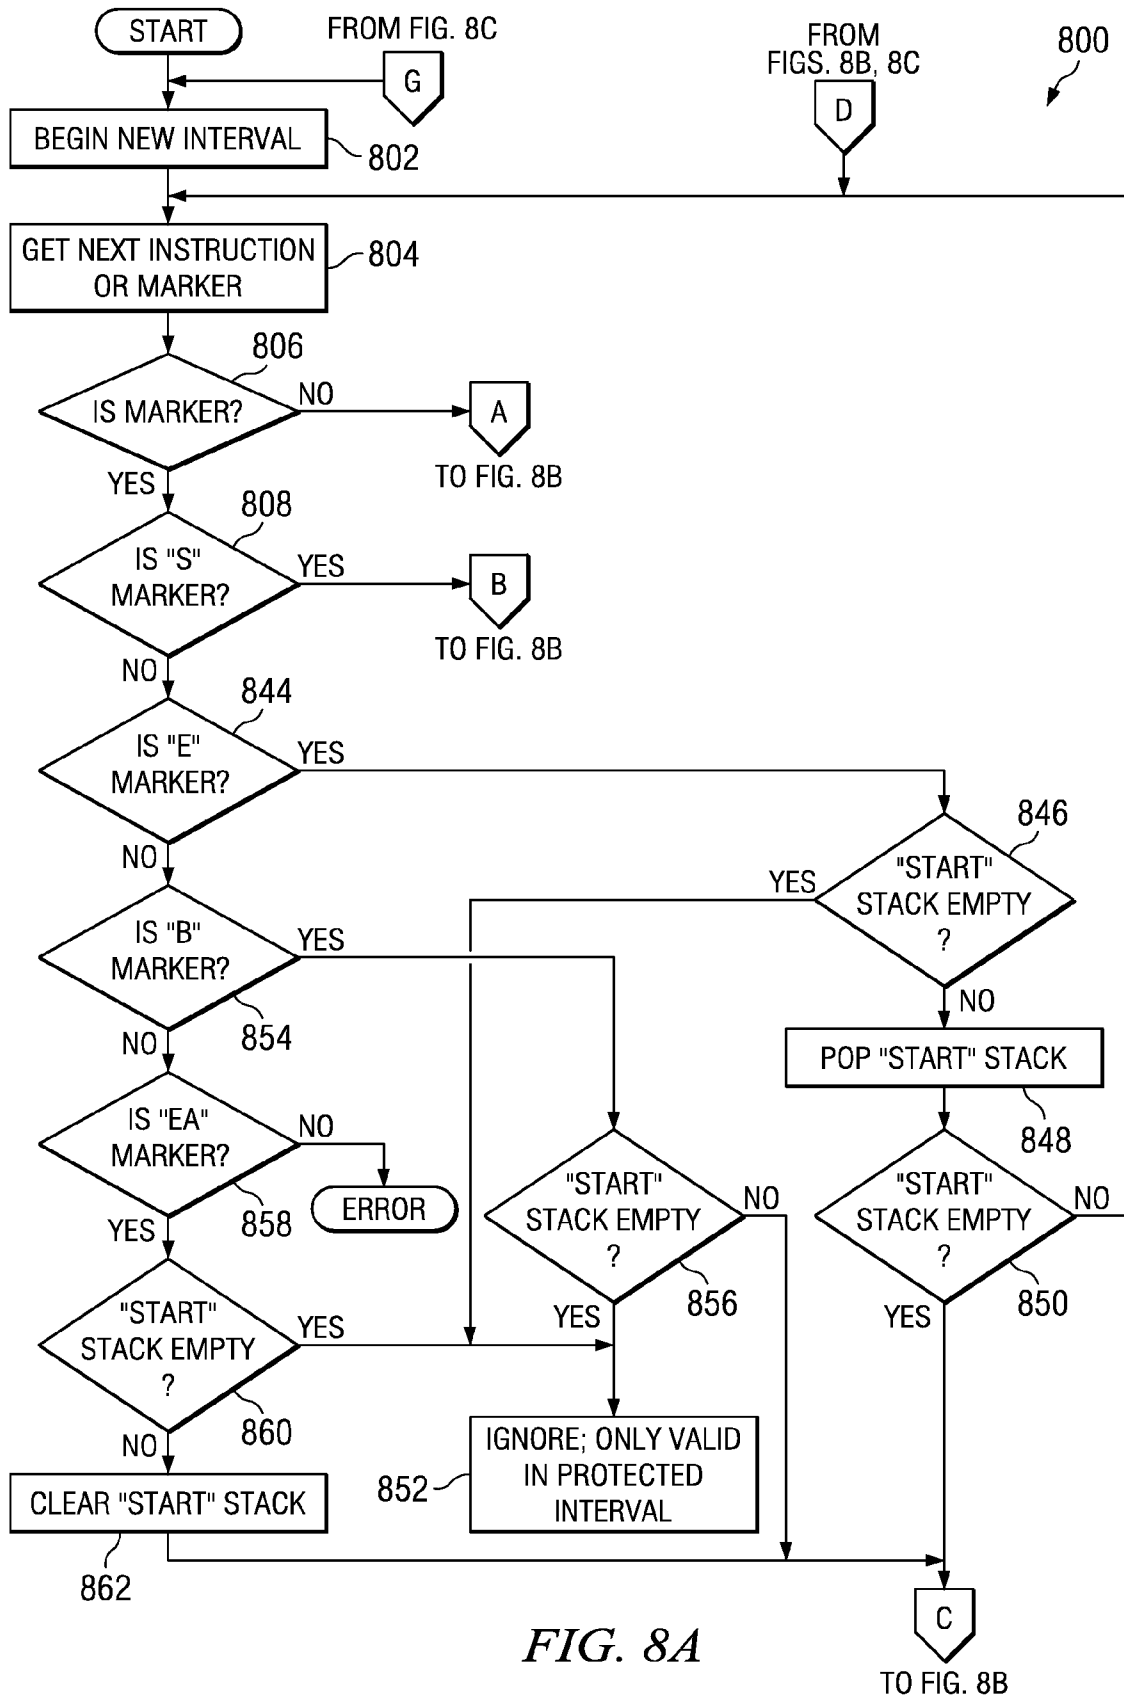 START
FROM FIG. 8C
G
FROM
FIGS. 8B, 8C
D
800
BEGIN NEW INTERVAL
802
GET NEXT INSTRUCTION
OR MARKER
804
806
IS MARKER?
NO
A
TO FIG. 8B
YES
808
IS "S"
MARKER?
YES
B
TO FIG. 8B
NO
844
IS "E"
MARKER?
YES
846
"START"
STACK EMPTY
?
YES
NO
NO
IS "B"
MARKER?
YES
854
NO
POP "START" STACK
848
IS "EA"
MARKER?
NO
858
ERROR
YES
"START"
STACK EMPTY
?
NO
856
YES
"START"
STACK EMPTY
?
NO
850
YES
"START"
STACK EMPTY
?
YES
860
NO
IGNORE; ONLY VALID
IN PROTECTED
INTERVAL
852
CLEAR "START" STACK
862
C
TO FIG. 8B
FIG. 8A